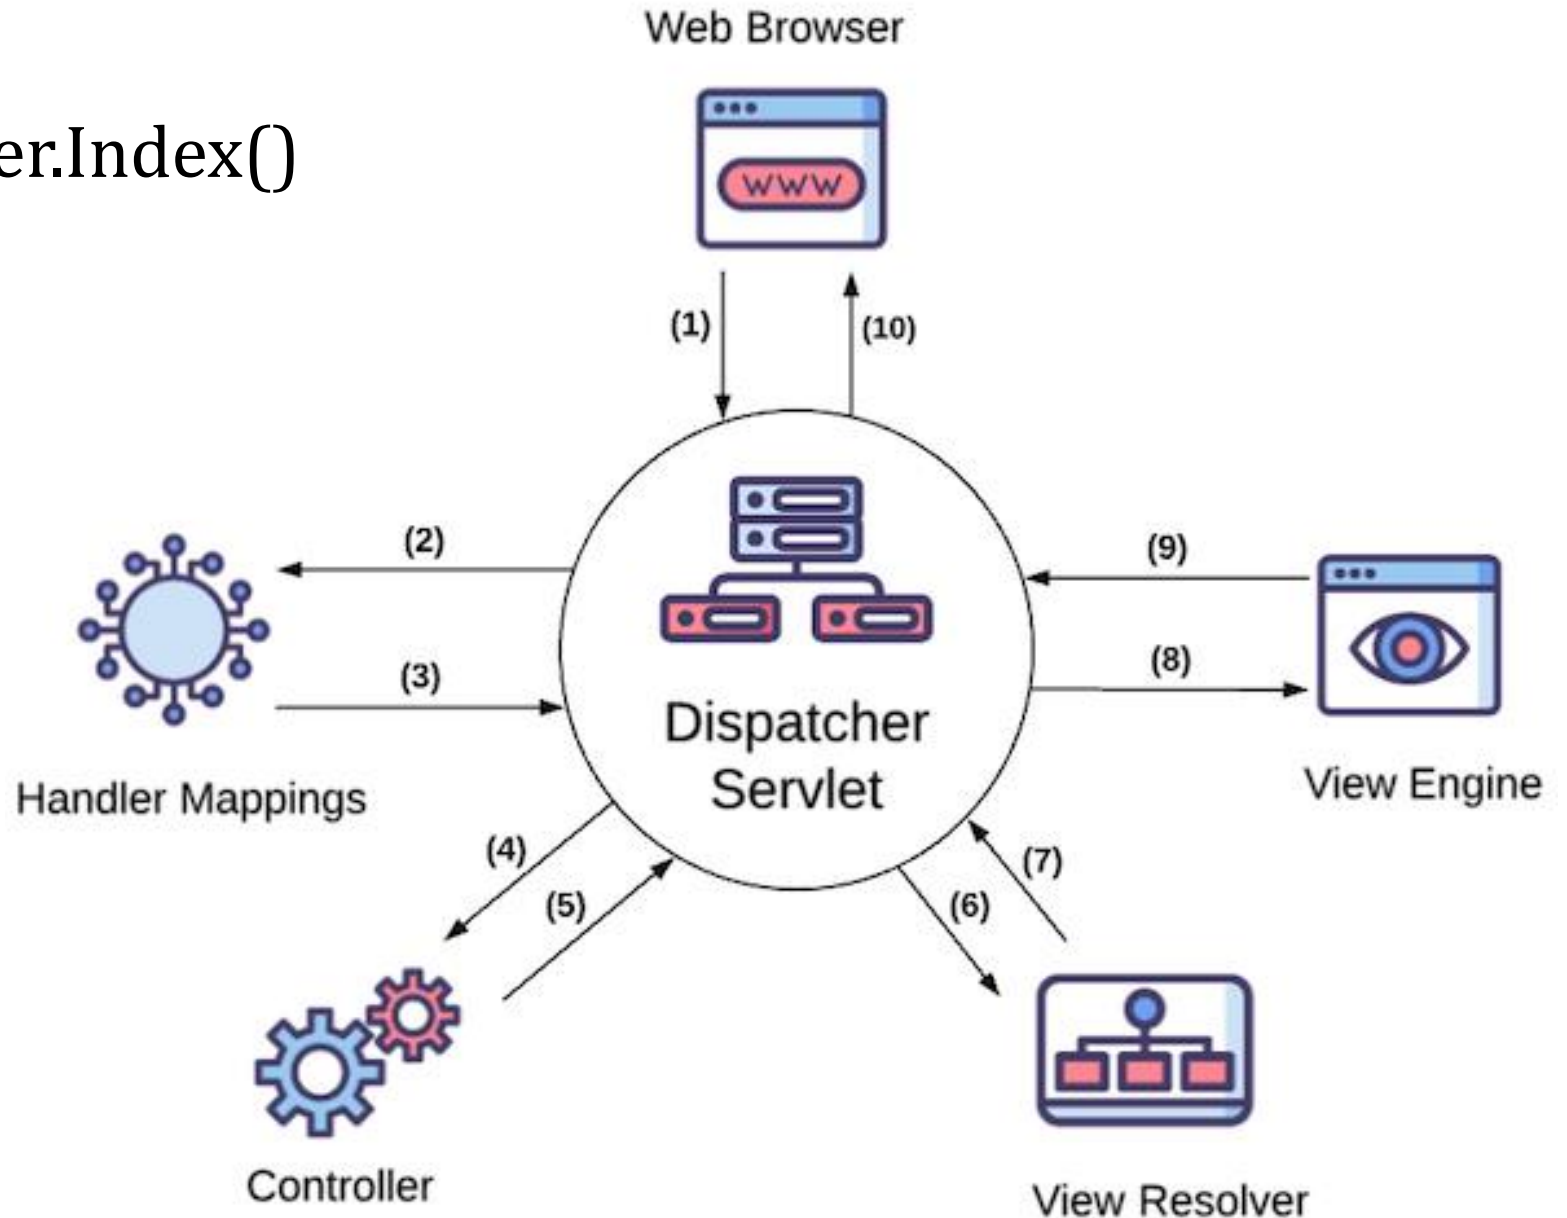 Web Browser
er.Index()
WWW
(1)
(10)
(2)
(9)
(3)
(8)
Dispatcher
Servlet
Handler Mappings
View Engine
(4)
(7)
(5)
(6)
Controller
View Resolver